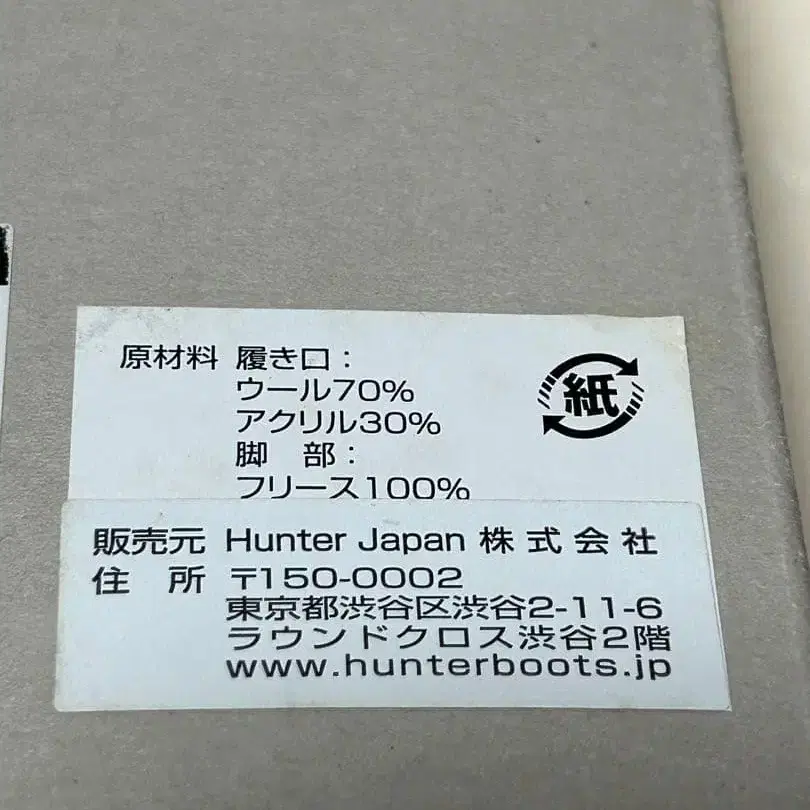 原材料 履き口：
ウール70%
アクリル30%
脚　部：
フリース100%
紙
販売元 Hunter Japan 株式会社
住　所 〒150-0002
東京都渋谷区渋谷2-11-6
ラウンドクロス渋谷2階
www.hunterboots.jp